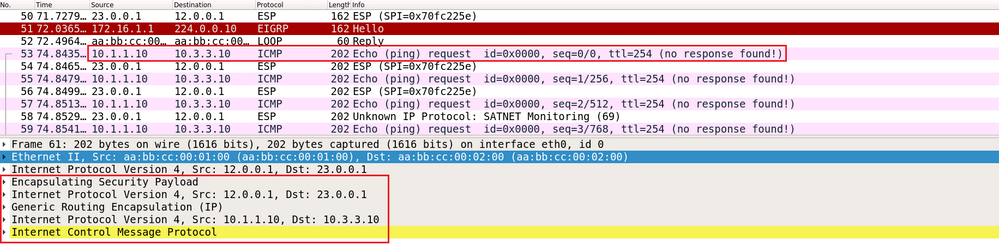 No. Time Source Destination Protocol Length Info
50 71.7279… 23.0.0.1 12.0.0.1 ESP 162 ESP (SPI=0x70fc225e)
51 72.0365… 172.16.1.1 224.0.0.10 EIGRP 162 Hello
52 72.4964… aa:bb:cc:00… aa:bb:cc:00… LOOP 60 Reply
53 74.8435… 10.1.1.10 10.3.3.10 ICMP 202 Echo (ping) request id=0x0000, seq=0/0, ttl=254 (no response found!)
54 74.8465… 23.0.0.1 12.0.0.1 ESP 202 ESP (SPI=0x70fc225e)
55 74.8479… 10.1.1.10 10.3.3.10 ICMP 202 Echo (ping) request id=0x0000, seq=1/256, ttl=254 (no response found!)
56 74.8499… 23.0.0.1 12.0.0.1 ESP 202 ESP (SPI=0x70fc225e)
57 74.8513… 10.1.1.10 10.3.3.10 ICMP 202 Echo (ping) request id=0x0000, seq=2/512, ttl=254 (no response found!)
58 74.8529… 23.0.0.1 12.0.0.1 ESP 202 Unknown IP Protocol: SATNET Monitoring (69)
59 74.8541… 10.1.1.10 10.3.3.10 ICMP 202 Echo (ping) request id=0x0000, seq=3/768, ttl=254 (no response found!)
Frame 61: 202 bytes on wire (1616 bits), 202 bytes captured (1616 bits) on interface eth0, id 0
Ethernet II, Src: aa:bb:cc:00:01:00 (aa:bb:cc:00:01:00), Dst: aa:bb:cc:00:02:00 (aa:bb:cc:00:02:00)
Internet Protocol Version 4, Src: 12.0.0.1, Dst: 23.0.0.1
Encapsulating Security Payload
Internet Protocol Version 4, Src: 12.0.0.1, Dst: 23.0.0.1
Generic Routing Encapsulation (IP)
Internet Protocol Version 4, Src: 10.1.1.10, Dst: 10.3.3.10
Internet Control Message Protocol